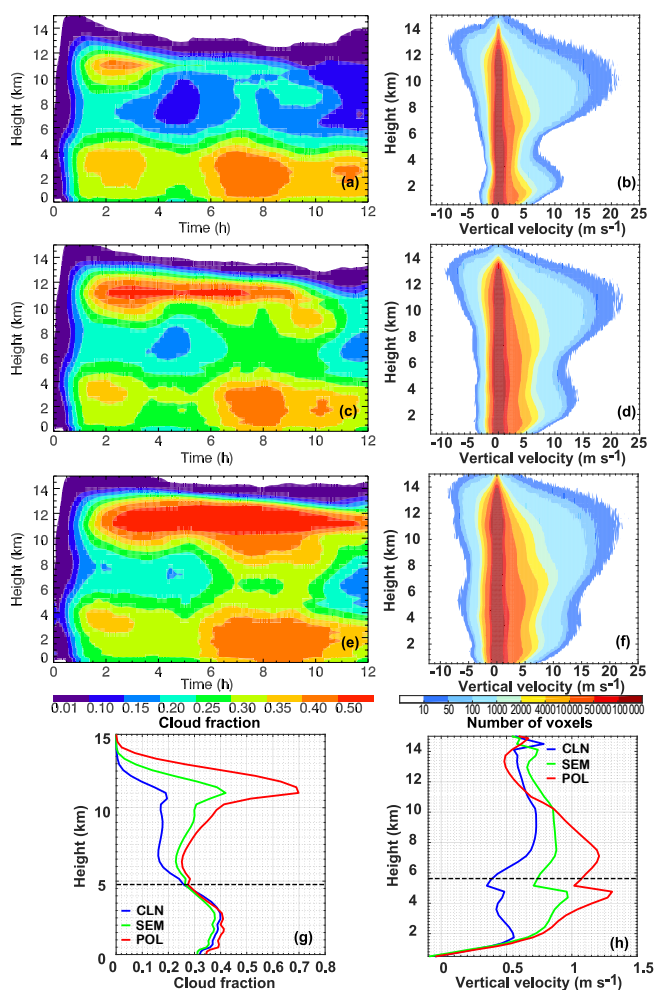 Height (km)
14
12
10
8
6
4
2
0
(a)
0 2 4 6 8 10 12
Time (h)
Height (km)
14
12
10
8
6
4
2
(b)
-10 -5 0 5 10 15 20 25
Vertical velocity (m s-1)
Height (km)
14
12
10
8
6
4
2
0
(c)
0 2 4 6 8 10 12
Time (h)
Height (km)
14
12
10
8
6
4
2
(d)
-10 -5 0 5 10 15 20 25
Vertical velocity (m s-1)
Height (km)
14
12
10
8
6
4
2
0
(e)
0 2 4 6 8 10 12
Time (h)
Height (km)
14
12
10
8
6
4
2
(f)
-10 -5 0 5 10 15 20 25
Vertical velocity (m s-1)
0.01 0.10 0.15 0.20 0.25 0.30 0.40 0.50
Cloud fraction
10 50 100 1000 2000 4000 10000 50000 100000
Number of voxels
Height (km)
15
10
5
0
CLN
SEM
POL
(g)
0 0.1 0.2 0.3 0.4 0.5 0.6 0.7 0.8
Cloud fraction
Height (km)
14
12
10
8
6
4
2
CLN
SEM
POL
(h)
0 0.5 1 1.5
Vertical velocity (m s-1)